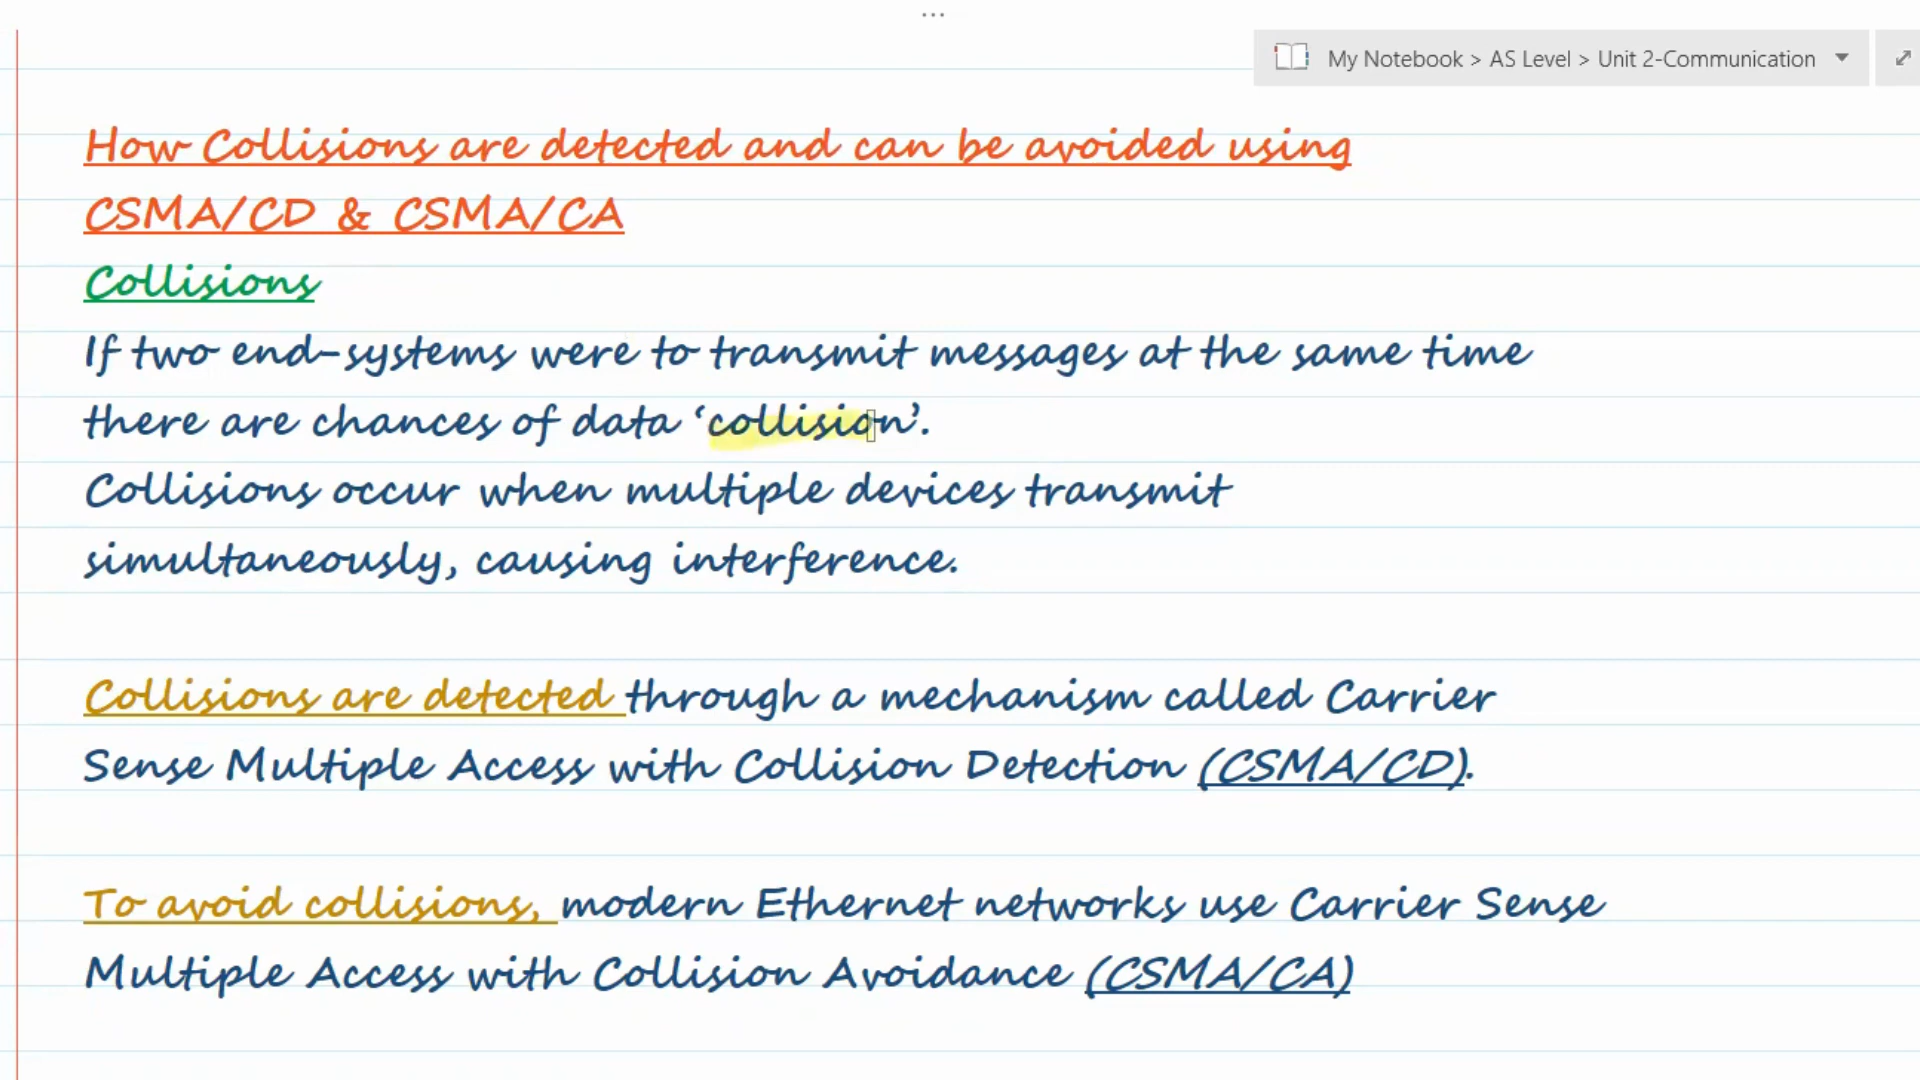 ...
My Notebook > AS Level > Unit 2-Communication
How Collisions are detected and can be avoided using
CSMA/CD & CSMA/CA
Collisions
If two end-systems were to transmit messages at the same time
there are chances of data ‘collision’.
Collisions occur when multiple devices transmit
simultaneously, causing interference.
Collisions are detected through a mechanism called Carrier
Sense Multiple Access with Collision Detection (CSMA/CD).
To avoid collisions, modern Ethernet networks use Carrier Sense
Multiple Access with Collision Avoidance (CSMA/CA)